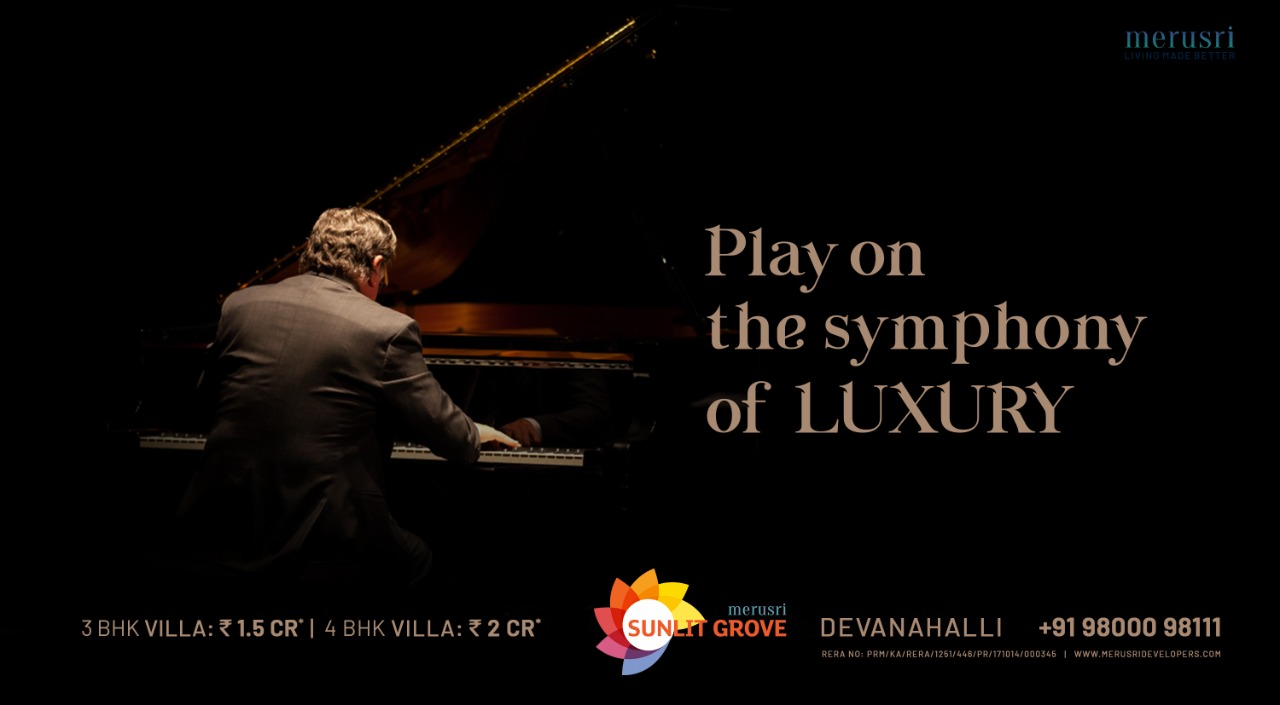 merusri
LIVING MADE BETTER
Play on
the symphony
of LUXURY
3 BHK VILLA: ₹ 1.5 CR* | 4 BHK VILLA: ₹ 2 CR*
merusri
SUNLIT GROVE
DEVANAHALLI +91 98000 98111
RERA NO: PRM/KA/RERA/1251/446/PR/171014/000345 | WWW.MERUSRIDEVELOPERS.COM